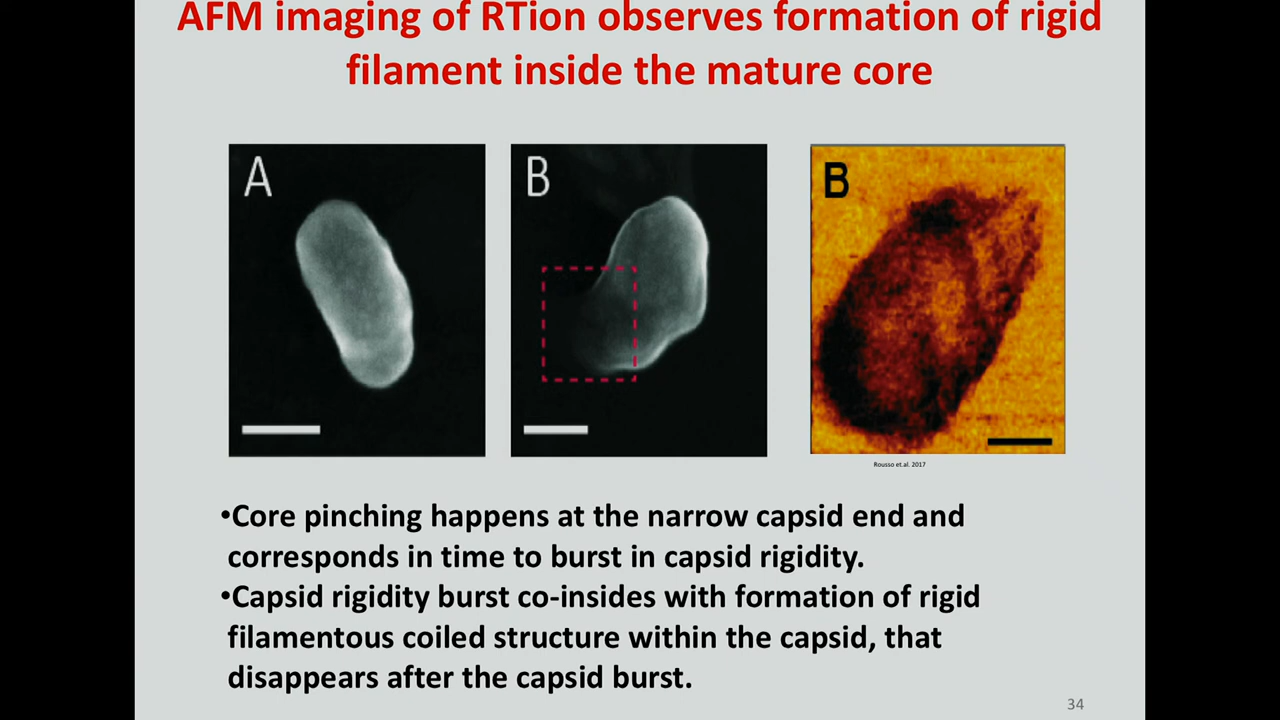 AFM imaging of RTion observes formation of rigid
filament inside the mature core
A
B
B
Rousso et.al. 2017
•Core pinching happens at the narrow capsid end and
corresponds in time to burst in capsid rigidity.
•Capsid rigidity burst co-insides with formation of rigid
filamentous coiled structure within the capsid, that
disappears after the capsid burst.
34